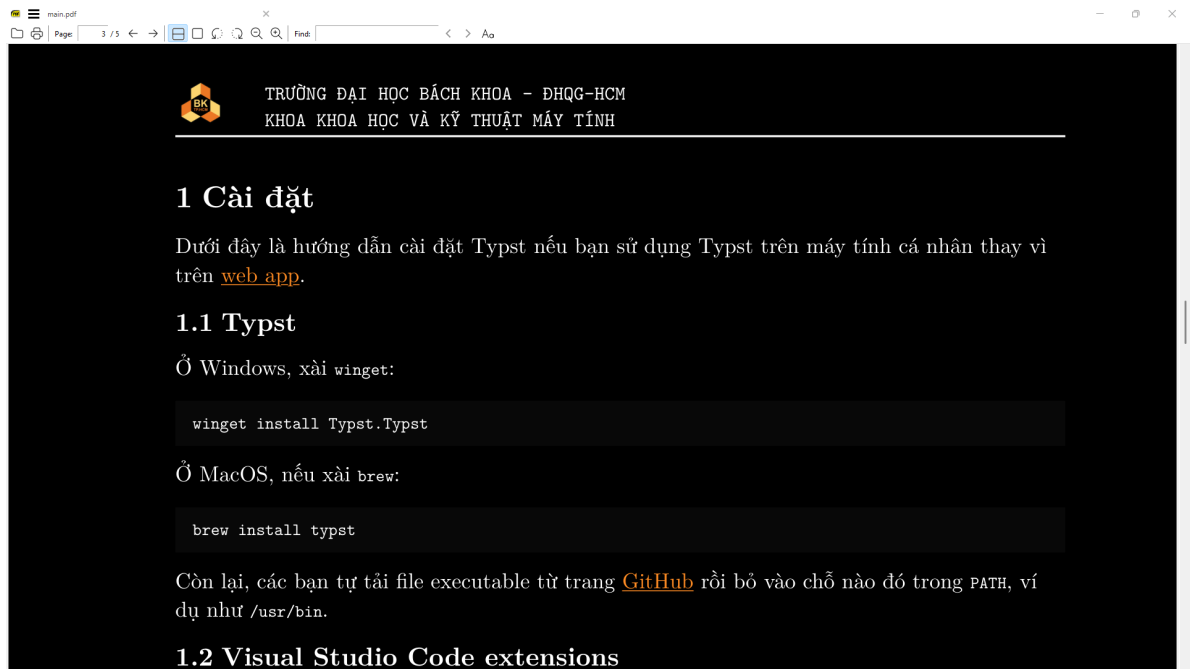 main.pdf
Page: 3 / 5 Find:
BK
TRƯỜNG ĐẠI HỌC BÁCH KHOA - ĐHQG-HCM
KHOA KHOA HỌC VÀ KỸ THUẬT MÁY TÍNH
1 Cài đặt
Dưới đây là hướng dẫn cài đặt Typst nếu bạn sử dụng Typst trên máy tính cá nhân thay vì
trên web app.
1.1 Typst
Ở Windows, xài winget:
winget install Typst.Typst
Ở MacOS, nếu xài brew:
brew install typst
Còn lại, các bạn tự tải file executable từ trang GitHub rồi bỏ vào chỗ nào đó trong PATH, ví
dụ như /usr/bin.
1.2 Visual Studio Code extensions